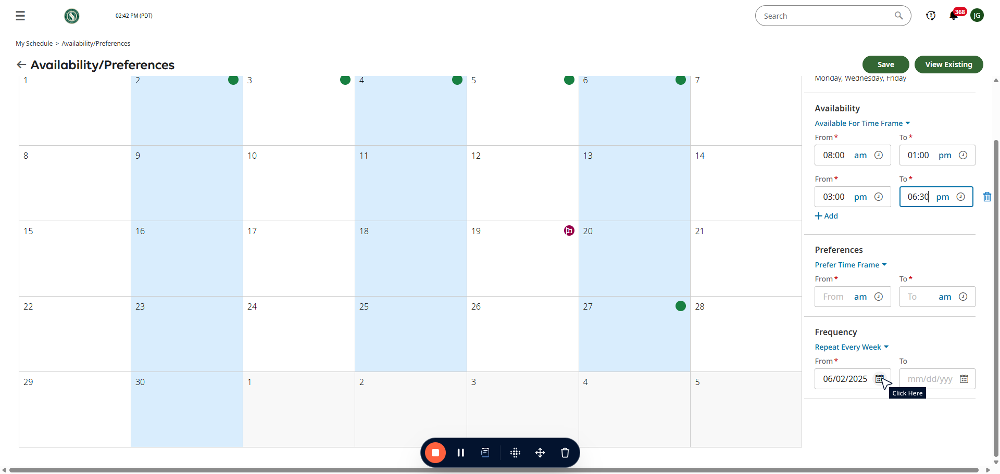 02:42 PM (PDT)
Search
368
JG
My Schedule > Availability/Preferences
Availability/Preferences
Save
View Existing
1 2 3 4 5 6 7
Monday, Wednesday, Friday
Availability
Available For Time Frame
From * To *
08:00 am 01:00 pm
8 9 10 11 12 13 14
From * To *
03:00 pm 06:30 pm
Add
15 16 17 18 19 20 21
Preferences
Prefer Time Frame
From * To *
From am To am
22 23 24 25 26 27 28
Frequency
Repeat Every Week
From * To
06/02/2025 mm/dd/yyy
29 30 1 2 3 4 5
Click Here